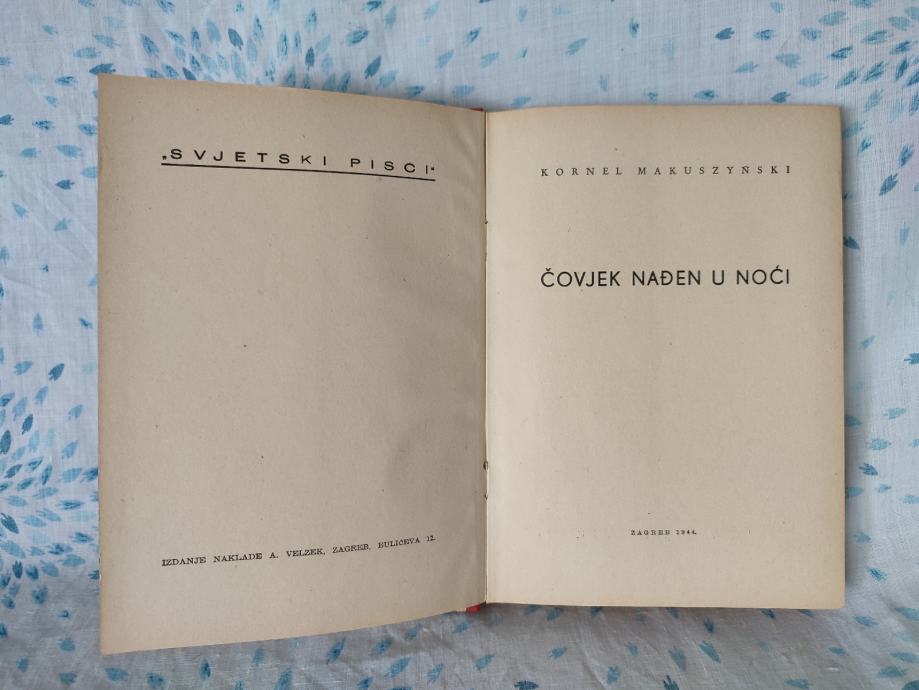 „SVJETSKI PISCI“
IZDANJE NAKLADE A. VELZEK, ZAGREB, BULIĆEVA 12.
KORNEL MAKUSZYŃSKI
ČOVJEK NAĐEN U NOĆI
ZAGREB 1944.